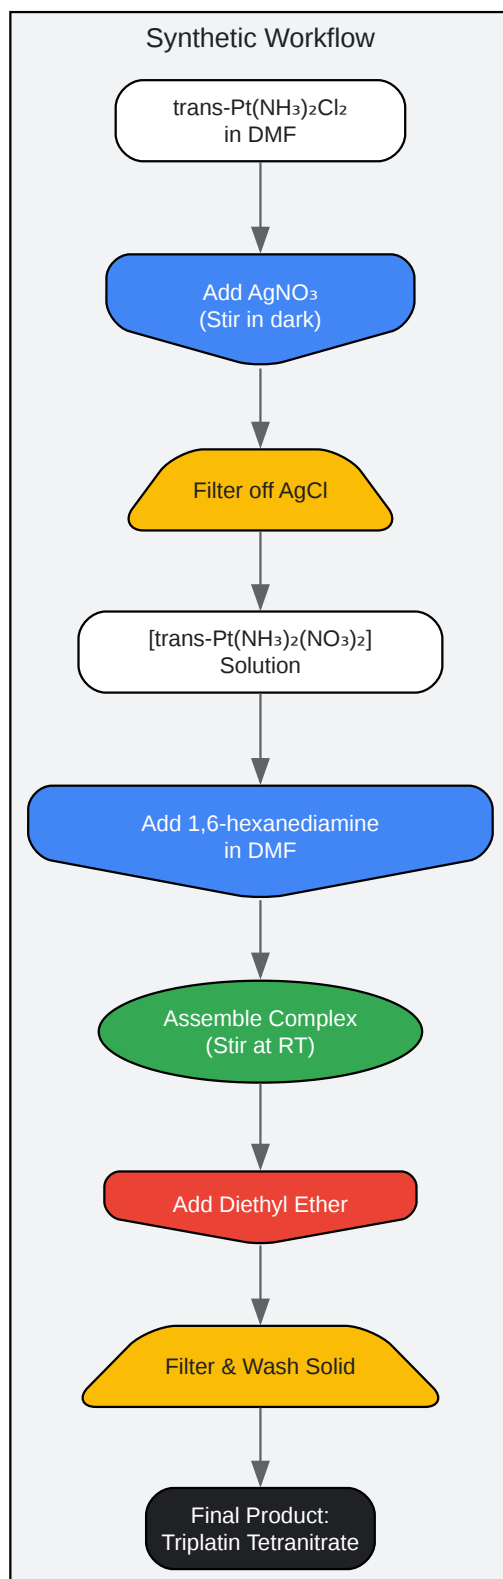 Synthetic Workflow
trans-Pt(NH₃)₂Cl₂
in DMF
Add AgNO₃
(Stir in dark)
Filter off AgCl
[trans-Pt(NH₃)₂(NO₃)₂]
Solution
Add 1,6-hexanediamine
in DMF
Assemble Complex
(Stir at RT)
Add Diethyl Ether
Filter & Wash Solid
Final Product:
Triplatin Tetranitrate